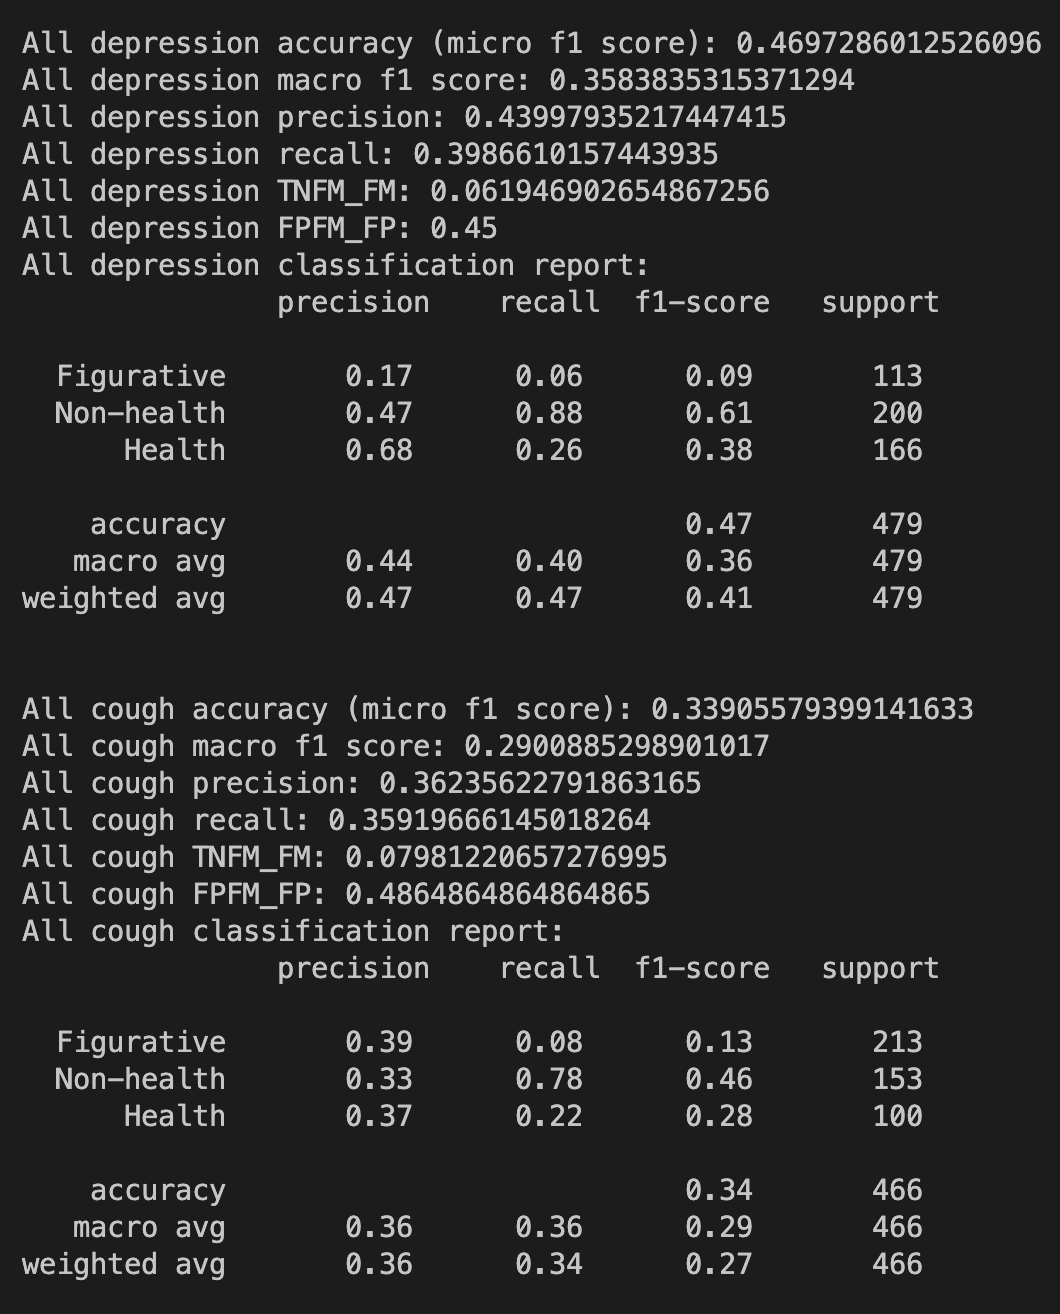 All depression accuracy (micro f1 score): 0.4697286012526096
All depression macro f1 score: 0.3583835315371294
All depression precision: 0.43997935217447415
All depression recall: 0.3986610157443935
All depression TNFM_FM: 0.061946902654867256
All depression FPFM_FP: 0.45
All depression classification report:
precision recall f1-score support
Figurative 0.17 0.06 0.09 113
Non-health 0.47 0.88 0.61 200
Health 0.68 0.26 0.38 166
accuracy 0.47 479
macro avg 0.44 0.40 0.36 479
weighted avg 0.47 0.47 0.41 479
All cough accuracy (micro f1 score): 0.33905579399141633
All cough macro f1 score: 0.2900885298901017
All cough precision: 0.36235622791863165
All cough recall: 0.35919666145018264
All cough TNFM_FM: 0.07981220657276995
All cough FPFM_FP: 0.4864864864864865
All cough classification report:
precision recall f1-score support
Figurative 0.39 0.08 0.13 213
Non-health 0.33 0.78 0.46 153
Health 0.37 0.22 0.28 100
accuracy 0.34 466
macro avg 0.36 0.36 0.29 466
weighted avg 0.36 0.34 0.27 466